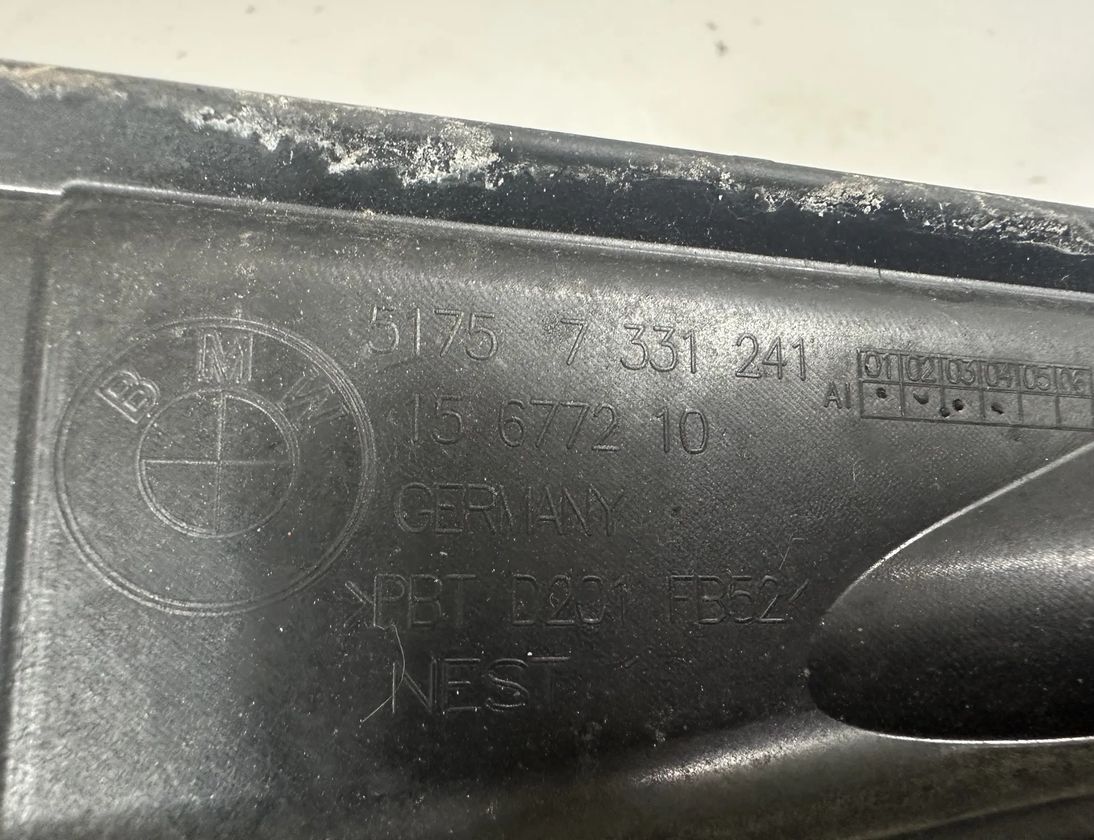 BMW
5175 7 331 241
AI 01 02 03 04 05 06
15 6772 10
GERMANY
>PBT D201 FB52<
NEST